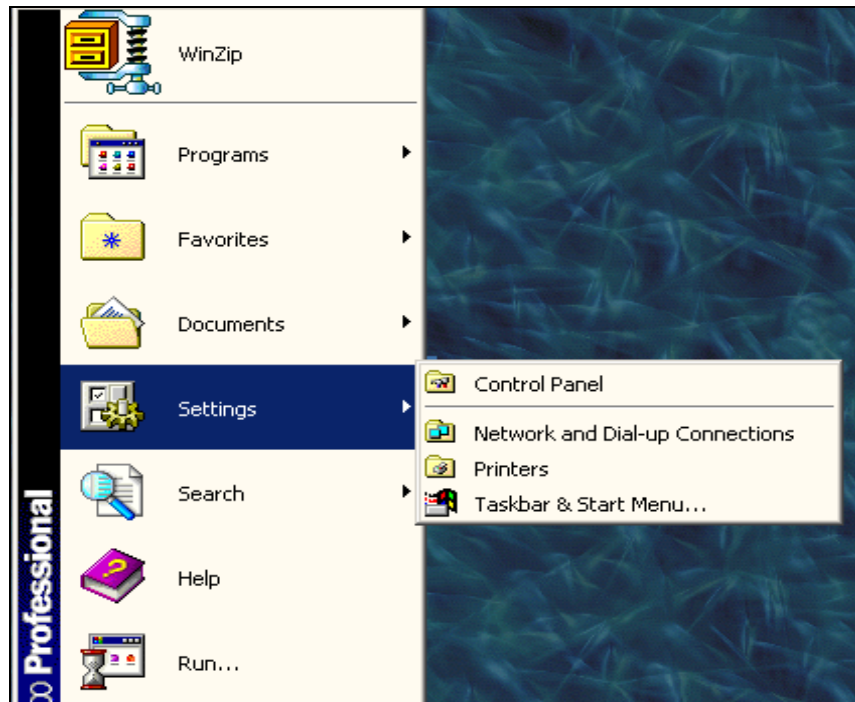 WinZip
Programs
Favorites
Documents
Settings
Search
Help
Run...
Control Panel
Network and Dial-up Connections
Printers
Taskbar & Start Menu...
Professional